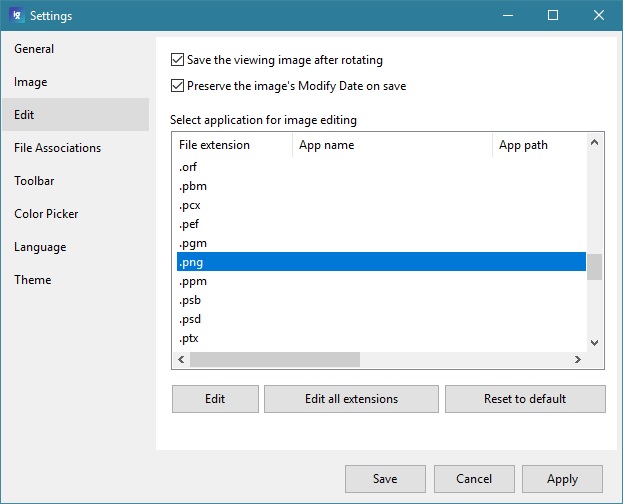 ig Settings
General
Image
Edit
File Associations
Toolbar
Color Picker
Language
Theme
Save the viewing image after rotating
Preserve the image's Modify Date on save
Select application for image editing
File extension App name App path
.orf
.pbm
.pcx
.pef
.pgm
.png
.ppm
.psb
.psd
.ptx
Edit Edit all extensions Reset to default
Save Cancel Apply